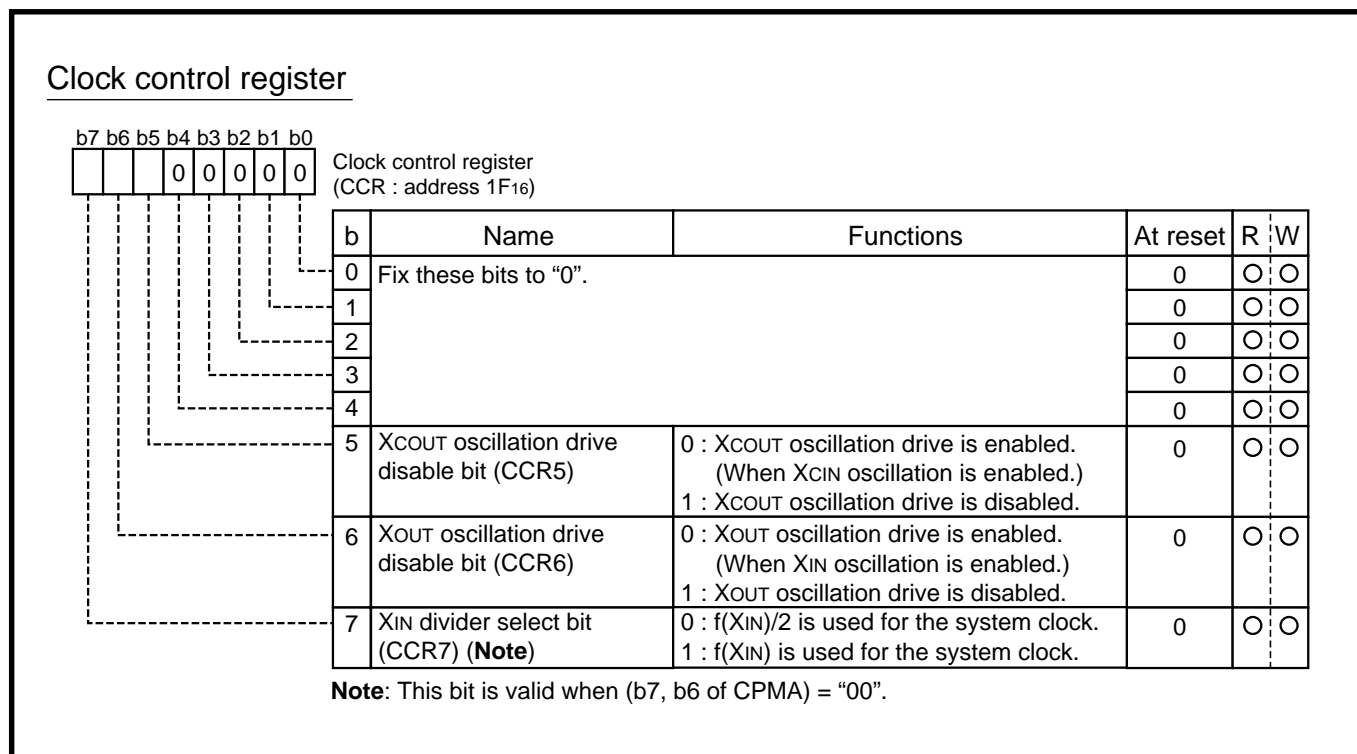 Clock control register
b7 b6 b5 b4 b3 b2 b1 b0
0 0 0 0 0
Clock control register
(CCR : address 1F16)
b Name Functions At reset R W
0 Fix these bits to “0”. 0 O O
1 0 O O
2 0 O O
3 0 O O
4 0 O O
5 XCOUT oscillation drive 0 : XCOUT oscillation drive is enabled. 0 O O
disable bit (CCR5) (When XCIN oscillation is enabled.)
1 : XCOUT oscillation drive is disabled.
6 XOUT oscillation drive 0 : XOUT oscillation drive is enabled. 0 O O
disable bit (CCR6) (When XIN oscillation is enabled.)
1 : XOUT oscillation drive is disabled.
7 XIN divider select bit 0 : f(XIN)/2 is used for the system clock. 0 O O
(CCR7) (Note) 1 : f(XIN) is used for the system clock.
Note: This bit is valid when (b7, b6 of CPMA) = “00”.